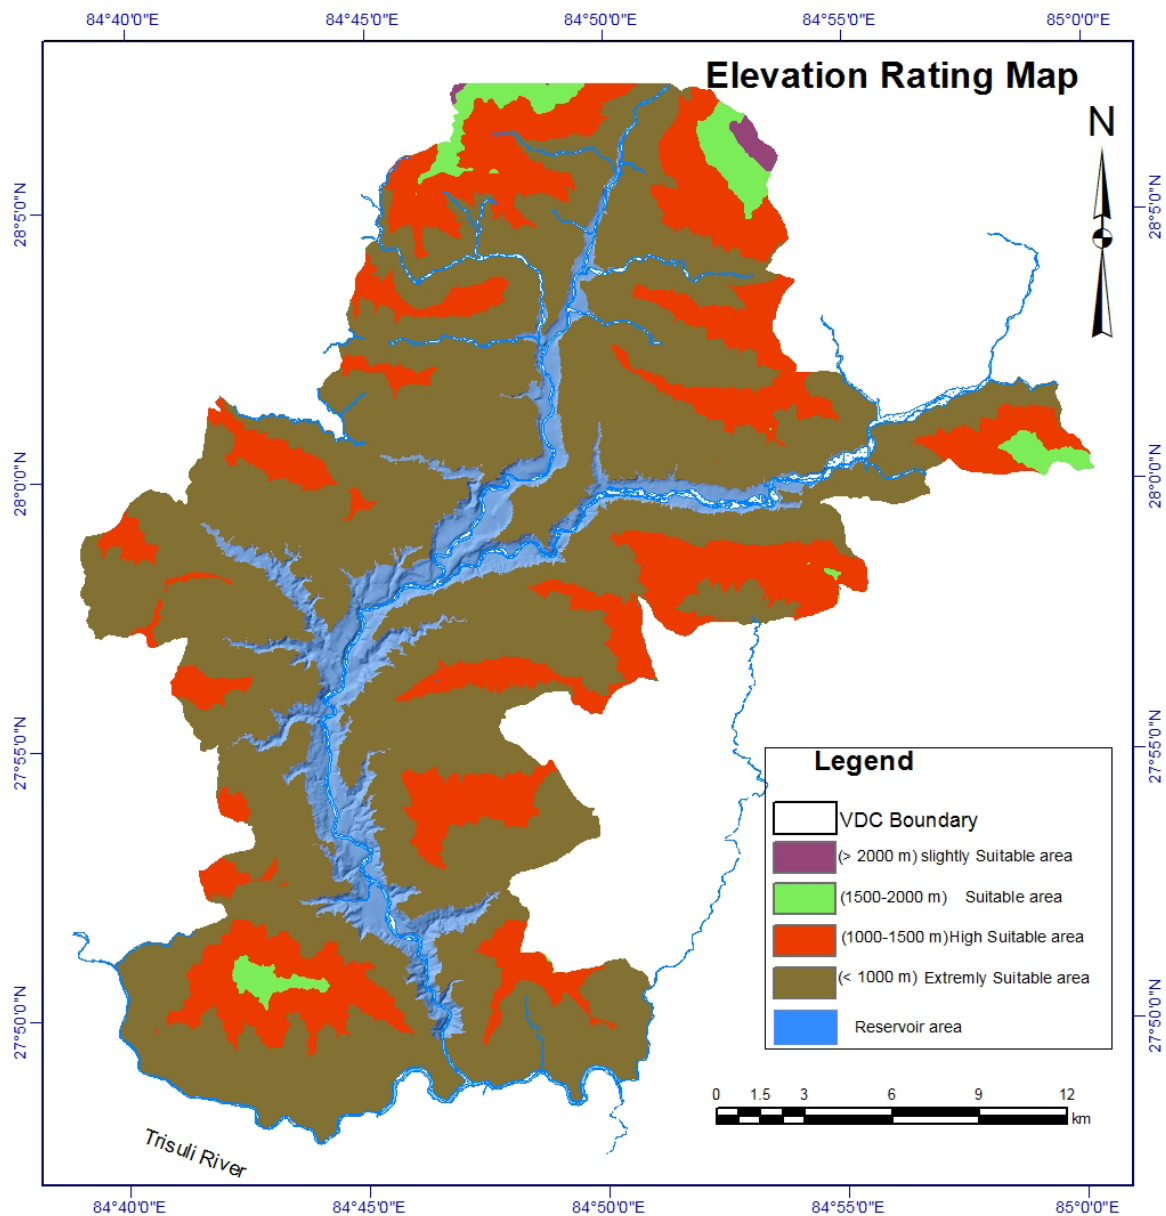 84°40'0"E 84°45'0"E 84°50'0"E 84°55'0"E 85°0'0"E
Elevation Rating Map
N
28°5'0"N 28°5'0"N
28°0'0"N 28°0'0"N
27°55'0"N 27°55'0"N
Legend
VDC Boundary
(> 2000 m) slightly Suitable area
(1500-2000 m) Suitable area
(1000-1500 m)High Suitable area
(< 1000 m) Extremly Suitable area
Reservoir area
27°50'0"N 27°50'0"N
0 1.5 3 6 9 12
km
Trisuli River
84°40'0"E 84°45'0"E 84°50'0"E 84°55'0"E 85°0'0"E